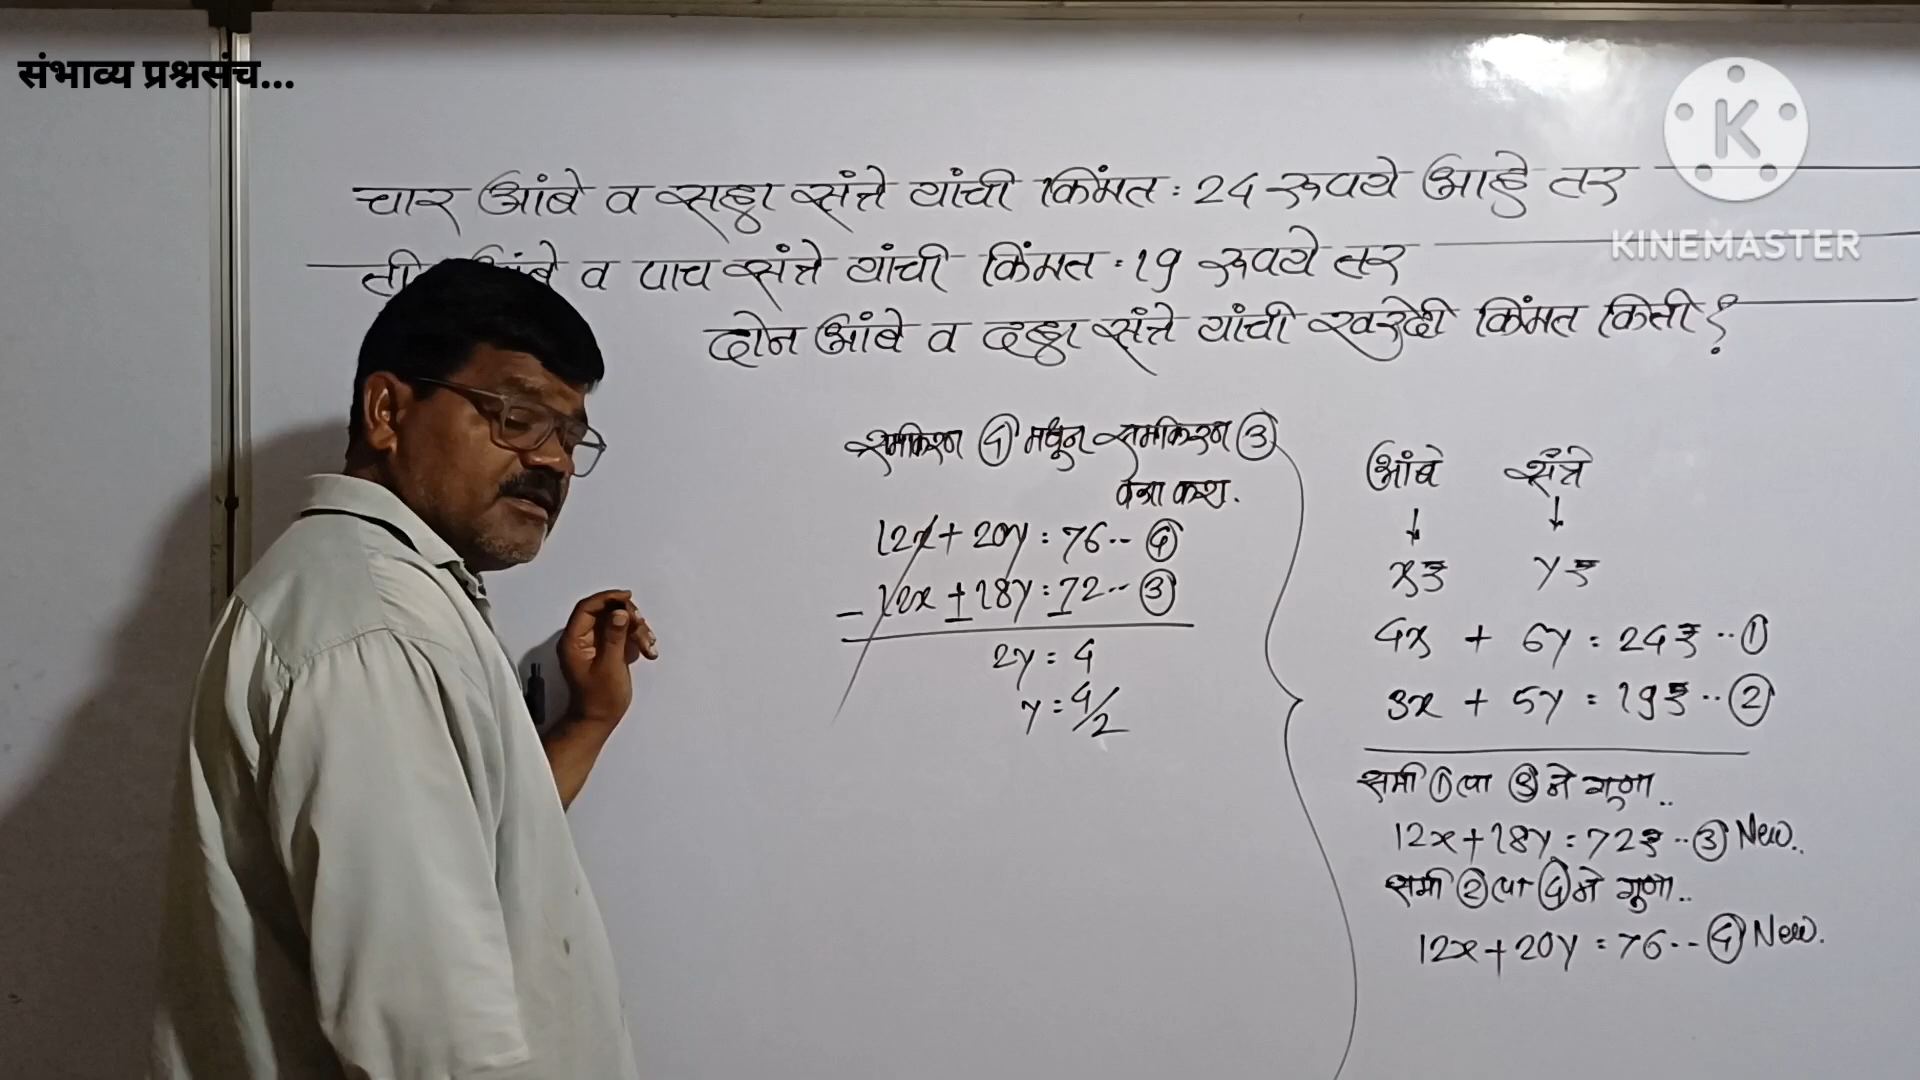 संभाव्य प्रश्नसंच...
K
KINEMASTER
चार आंबे व सहा संत्रे यांची किंमत : 24 रूपये आहे तर
आंबे व पाच संत्रे यांची किंमत : 19 रूपये तर
दोन आंबे व दहा संत्रे यांची खरेदी किंमत किती?
समीकरण ④ मधून समीकरण ③
वजा करा.
12x + 20y = 76 -- ④
- 12x ± 18y = 72 -- ③
2y = 4
y = 4/2
आंबे संत्रे
↓ ↓
x₹ y₹
4x + 6y = 24₹ -- ①
3x + 5y = 19₹ -- ②
समी ① ला ③ ने गुणा..
12x + 18y = 72₹ -- ③ New..
समी ② ला ④ ने गुणा..
12x + 20y = 76 -- ④ New.